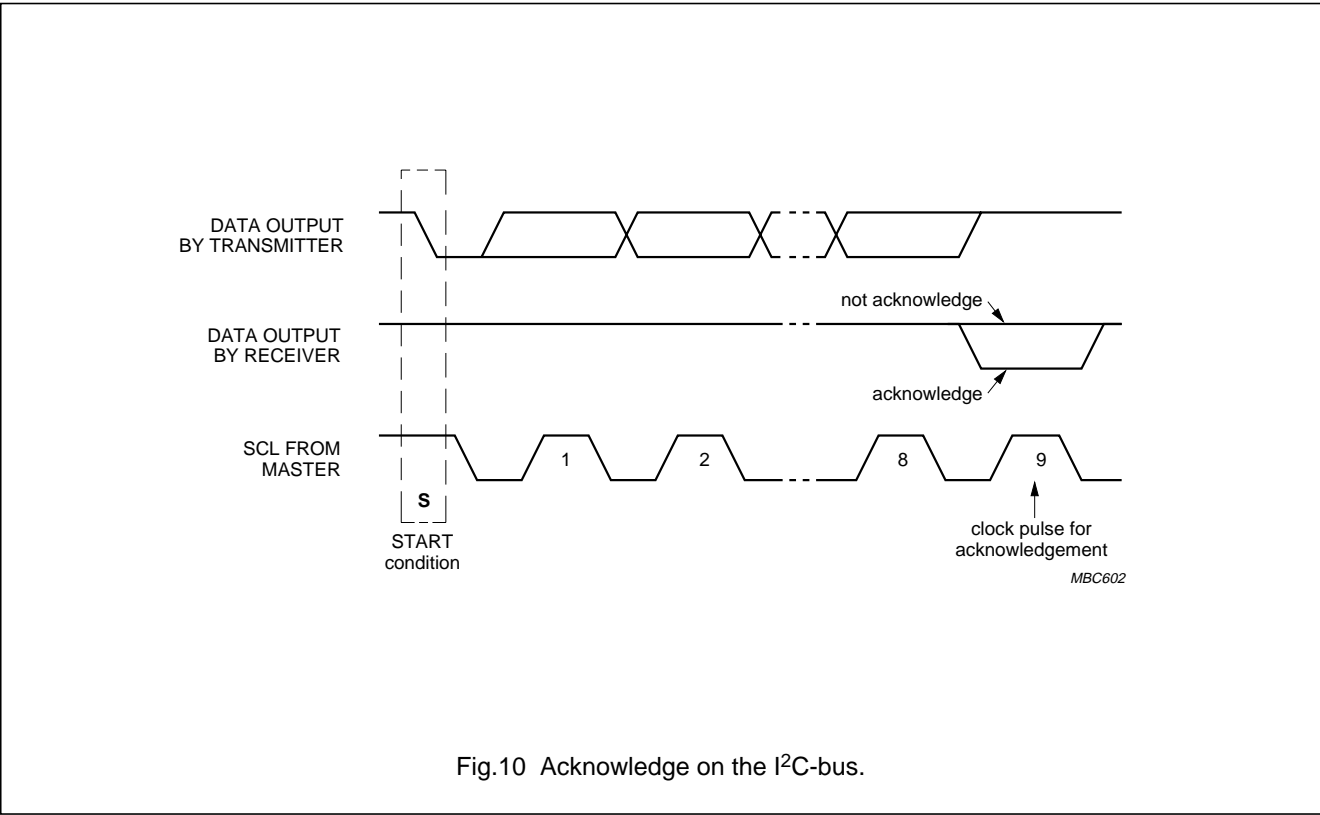 DATA OUTPUT
BY TRANSMITTER
not acknowledge
DATA OUTPUT
BY RECEIVER
acknowledge
SCL FROM
MASTER
1
2
8
9
S
START
condition
clock pulse for
acknowledgement
MBC602
Fig.10 Acknowledge on the I²C-bus.